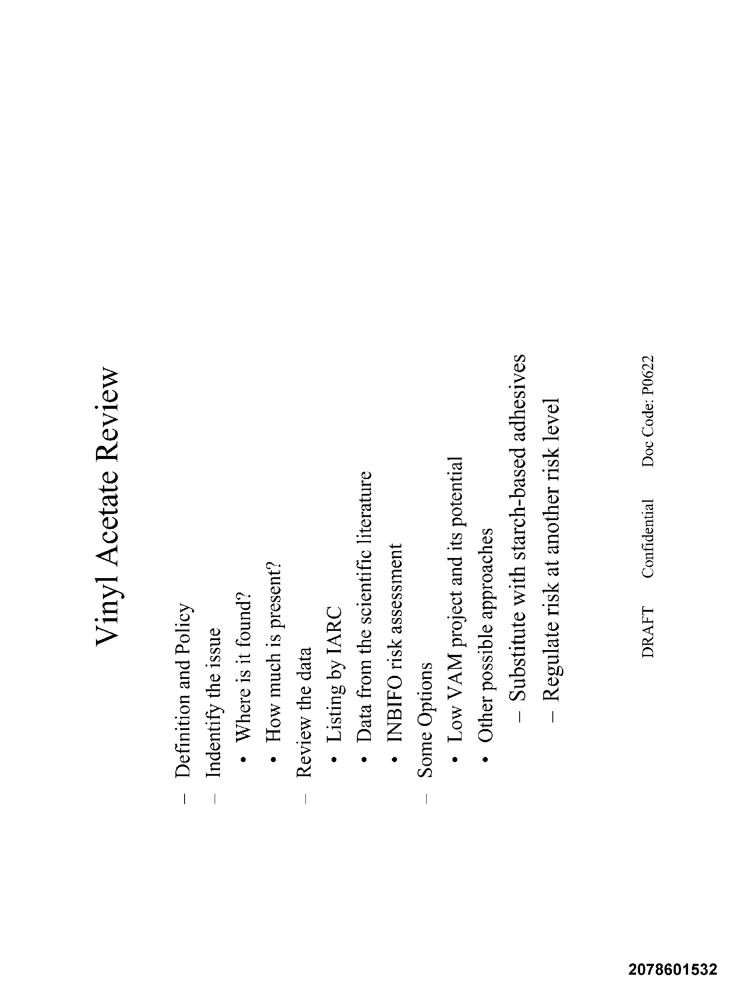 Vinyl Acetate Review
– Definition and Policy
– Indentify the issue
• Where is it found?
• How much is present?
– Review the data
• Listing by IARC
• Data from the scientific literature
• INBIFO risk assessment
– Some Options
• Low VAM project and its potential
• Other possible approaches
– Substitute with starch-based adhesives
– Regulate risk at another risk level
DRAFT Confidential Doc Code: P0622
2078601532